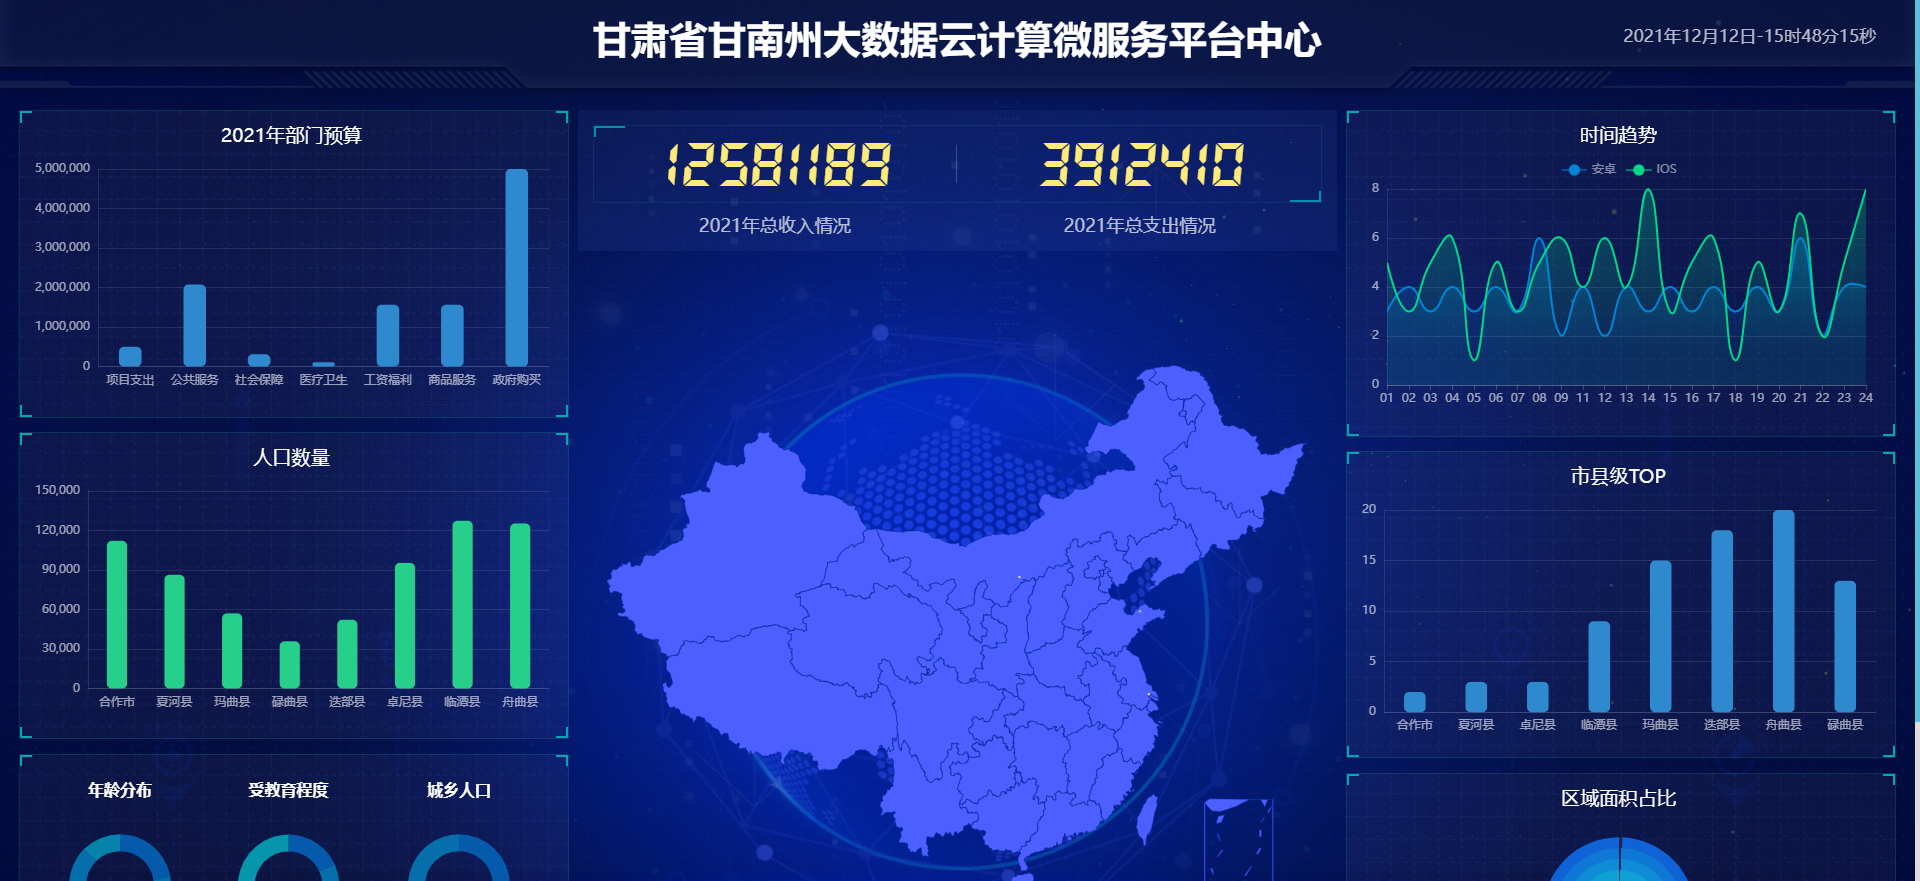 甘肃省甘南州大数据云计算微服务平台中心
2021年12月12日-15时48分15秒
2021年部门预算
5,000,000
4,000,000
3,000,000
2,000,000
1,000,000
0
项目支出 公共服务 社会保障 医疗卫生 工资福利 商品服务 政府购买
人口数量
150,000
120,000
90,000
60,000
30,000
0
合作市 夏河县 玛曲县 碌曲县 迭部县 卓尼县 临潭县 舟曲县
年龄分布 受教育程度 城乡人口
12581189 3912410
2021年总收入情况 2021年总支出情况
时间趋势
安卓 IOS
8
6
4
2
0
01 02 03 04 05 06 07 08 09 11 12 13 14 15 16 17 18 19 20 21 22 23 24
市县级TOP
20
15
10
5
0
合作市 夏河县 卓尼县 临潭县 玛曲县 迭部县 舟曲县 碌曲县
区域面积占比